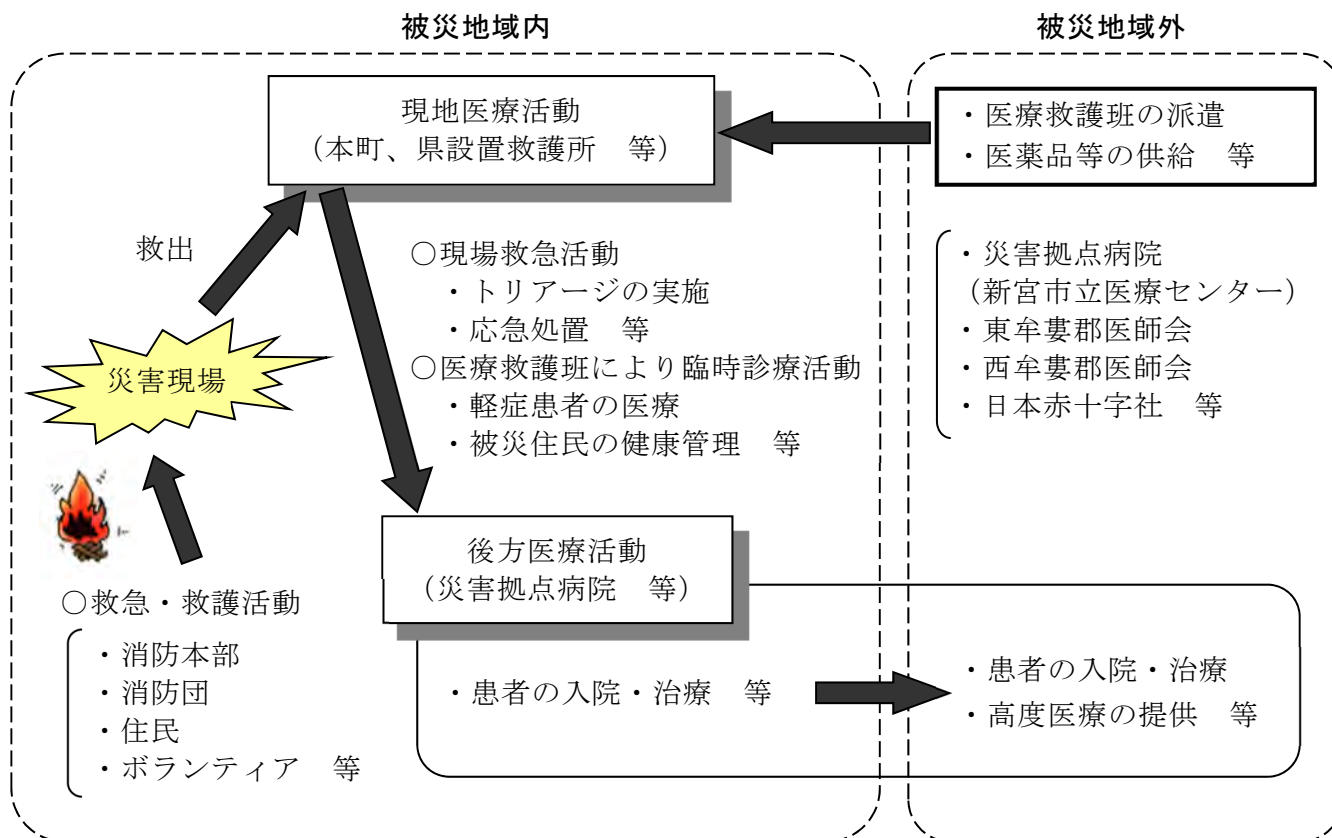 被災地域内
被災地域外
現地医療活動
（本町、県設置救護所　等）
・医療救護班の派遣
・医薬品等の供給　等
救出
○現場救急活動
・トリアージの実施
・応急処置　等
○医療救護班により臨時診療活動
・軽症患者の医療
・被災住民の健康管理　等
・災害拠点病院
（新宮市立医療センター）
・東牟婁郡医師会
・西牟婁郡医師会
・日本赤十字社　等
災害現場
後方医療活動
（災害拠点病院　等）
○救急・救護活動
・消防本部
・消防団
・住民
・ボランティア　等
・患者の入院・治療　等
・患者の入院・治療
・高度医療の提供　等